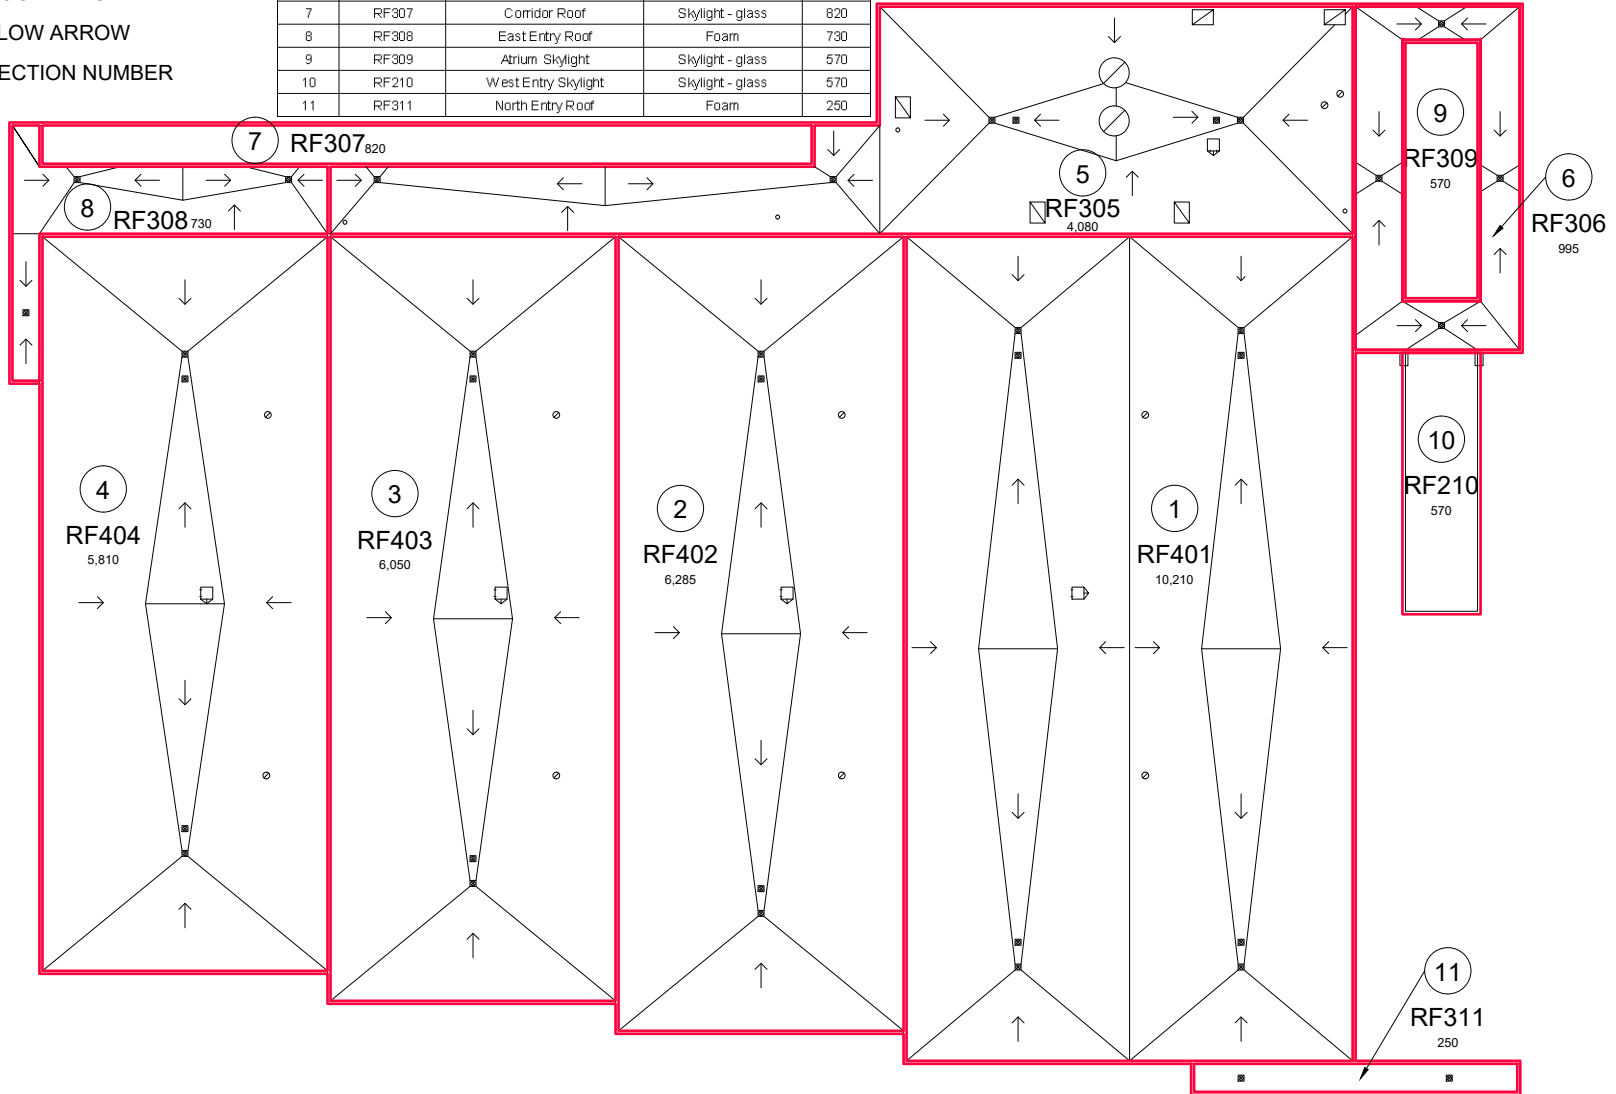 LOW ARROW
ECTION NUMBER
7 RF307 Corridor Roof Skylight - glass 820
8 RF308 East Entry Roof Foam 730
9 RF309 Atrium Skylight Skylight - glass 570
10 RF210 West Entry Skylight Skylight - glass 570
11 RF311 North Entry Roof Foam 250
7
RF307 820
8
RF308 730
5
RF305
4,080
9
RF309
570
6
RF306
995
4
RF404
5,810
3
RF403
6,050
2
RF402
6,285
1
RF401
10,210
10
RF210
570
11
RF311
250